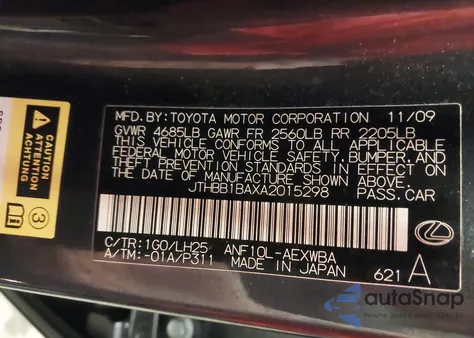 MFD. BY: TOYOTA MOTOR CORPORATION 11/09
GVWR 4685LB GAWR FR 2560LB RR 2205LB
THIS VEHICLE CONFORMS TO ALL APPLICABLE
FEDERAL MOTOR VEHICLE SAFETY, BUMPER, AND
THEFT PREVENTION STANDARDS IN EFFECT ON THE
DATE OF MANUFACTURE SHOWN ABOVE.
JTHBB1BAXA2015298 PASS. CAR
C/TR: 1G0/LH25 ANF10L-AEXWBA
A/TM: -01A/P311 MADE IN JAPAN 621 A
CAUTION
ACHTUNG
ATTENTION
3
autoSnap